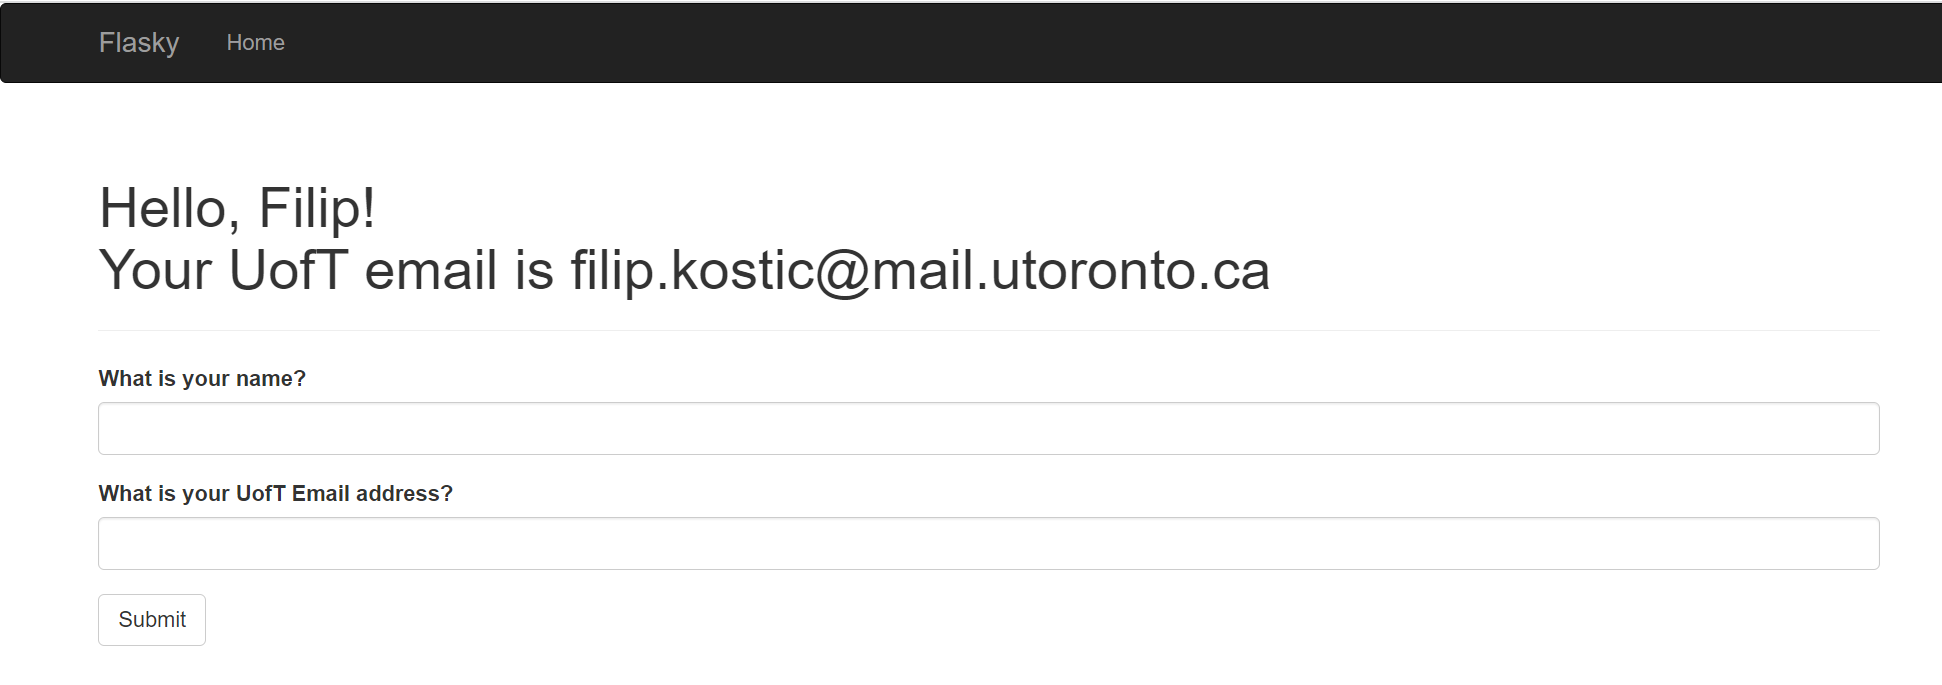 Flasky Home
Hello, Filip!
Your UofT email is filip.kostic@mail.utoronto.ca
What is your name?
What is your UofT Email address?
Submit